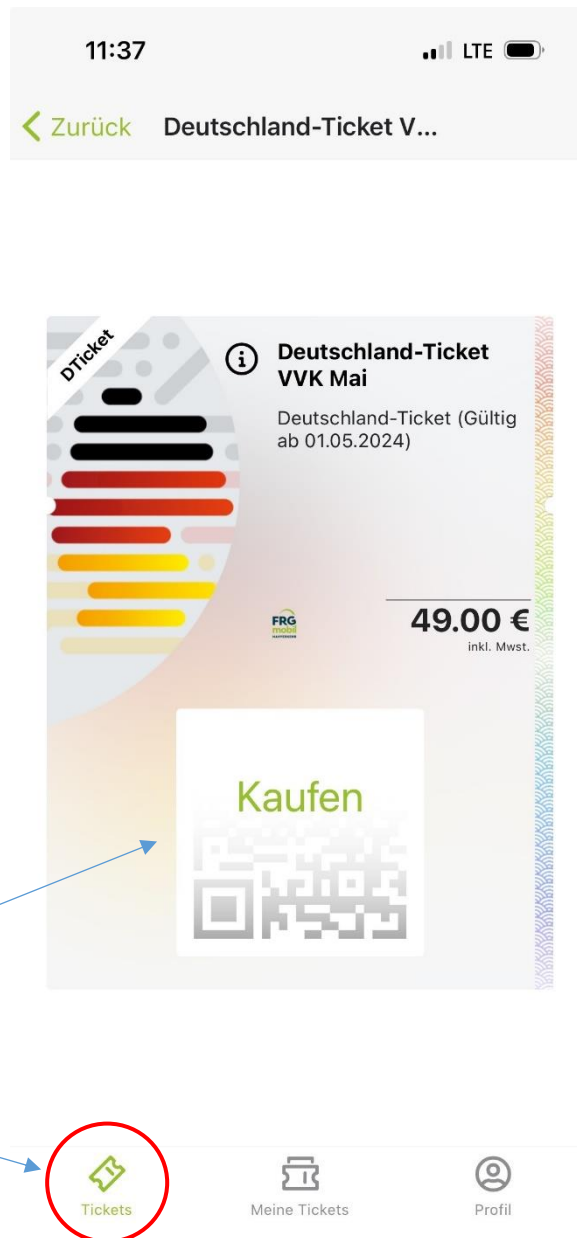 11:37
LTE
Zurück Deutschland-Ticket V...
DTicket
Deutschland-Ticket
VVK Mai
Deutschland-Ticket (Gültig
ab 01.05.2024)
FRG
mobil
49.00 €
inkl. Mwst.
Kaufen
Tickets Meine Tickets Profil